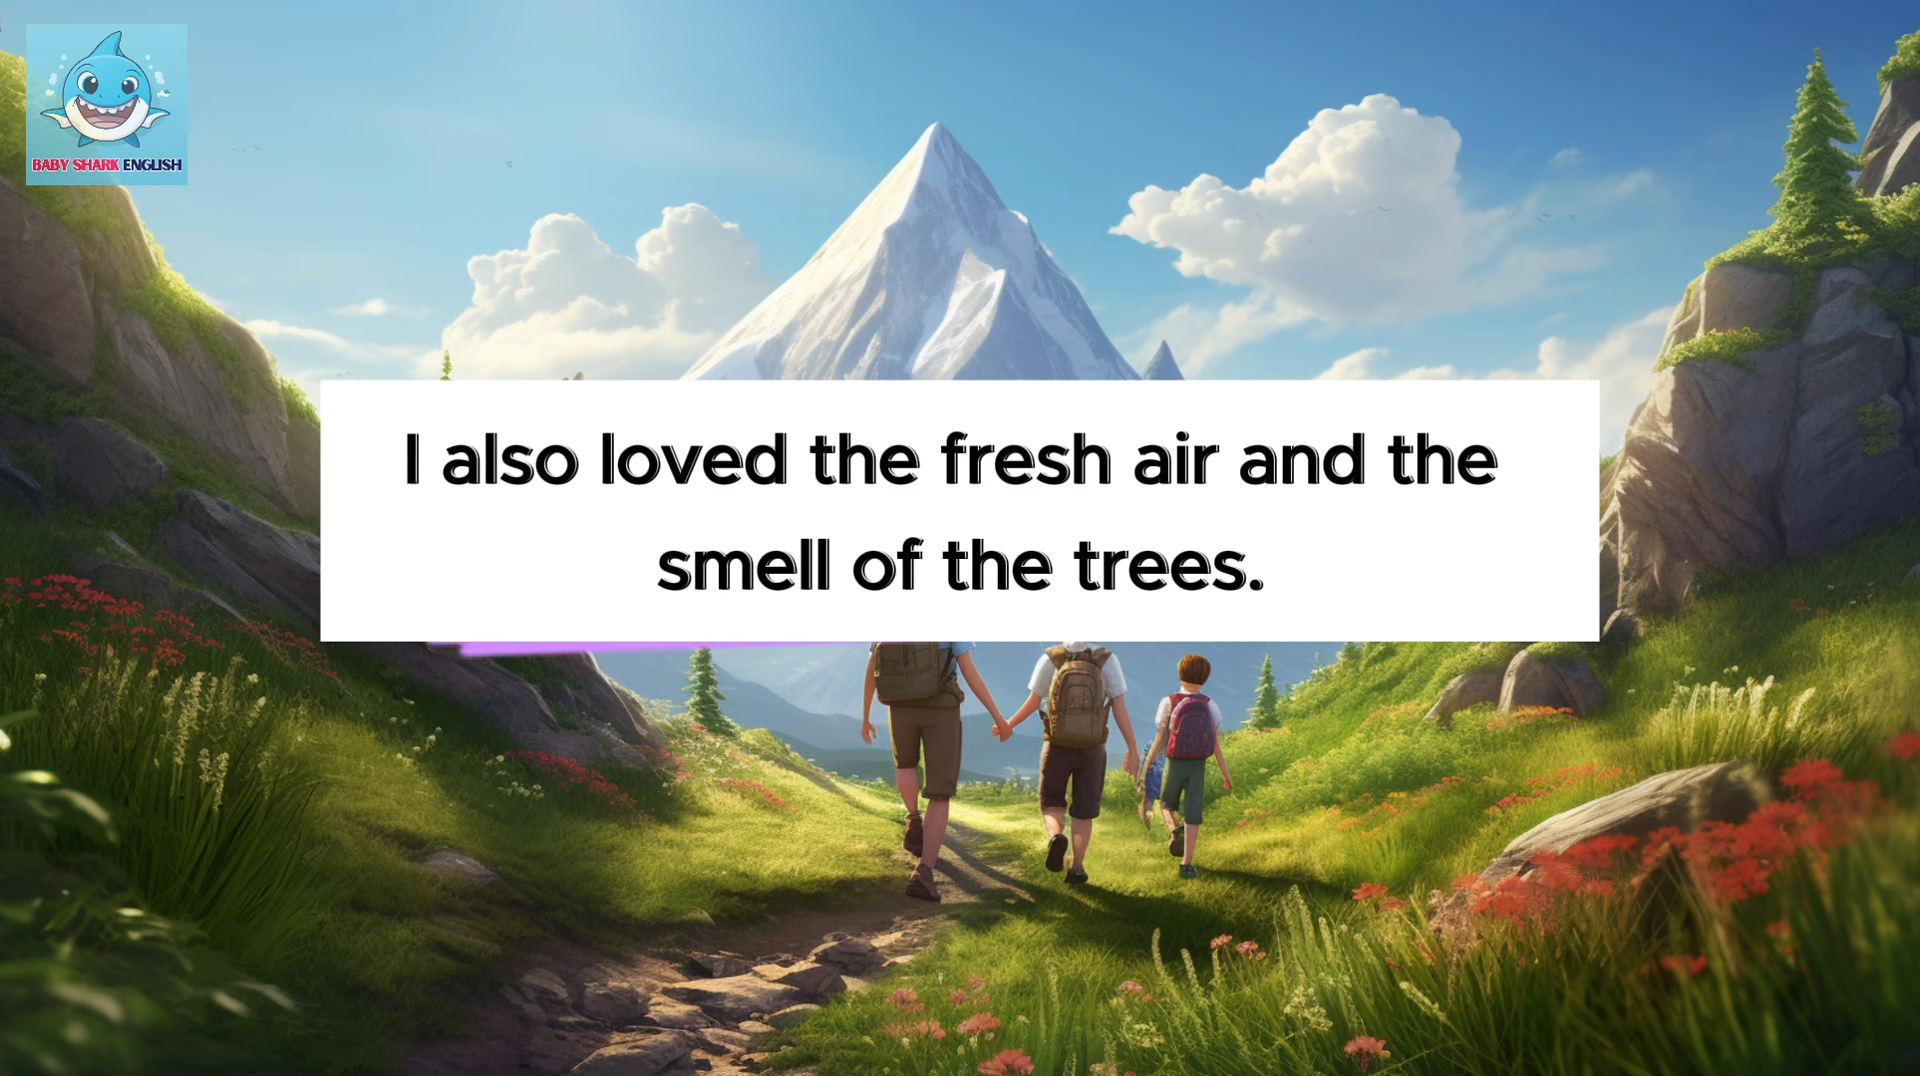 BABY SHARK ENGLISH
I also loved the fresh air and the
smell of the trees.